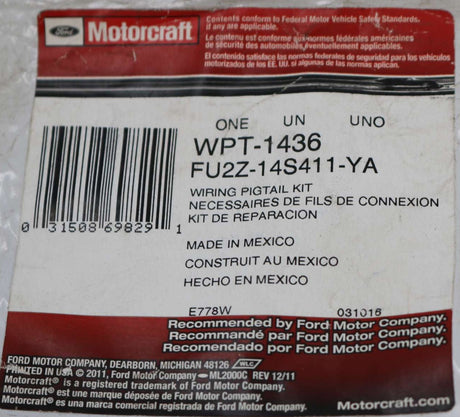 Ford
Motorcraft
Contents conform to Federal Motor Vehicle Safety Standards,
if any are applicable.
Le contenu est conforme aux normes fédérales américaines
de sécurité des automobiles, éventuellement applicables.
El contenido satisface las normas federales de seguridad para los vehículos
motorizados de los EE. UU. si algunas de las normas aplican.
ONE UN UNO
WPT-1436
FU2Z-14S411-YA
WIRING PIGTAIL KIT
NECESSAIRES DE FILS DE CONNEXION
KIT DE REPARACION
0 31508 69829 1
MADE IN MEXICO
CONSTRUIT AU MEXICO
HECHO EN MEXICO
E778W 031016
Recommended by Ford Motor Company.
Recommandé par Ford Motor Company.
Recomendado por Ford Motor Company.
FORD MOTOR COMPANY, DEARBORN, MICHIGAN 48126 WLC
PRINTED IN USA © 2011, Ford Motor Company — ML2000C REV 12/11
Motorcraft® is a registered trademark of Ford Motor Company.
Motorcraft® est une marque déposée de Ford Motor Company.
Motorcraft® es una marca comercial registrada de Ford Motor Company.